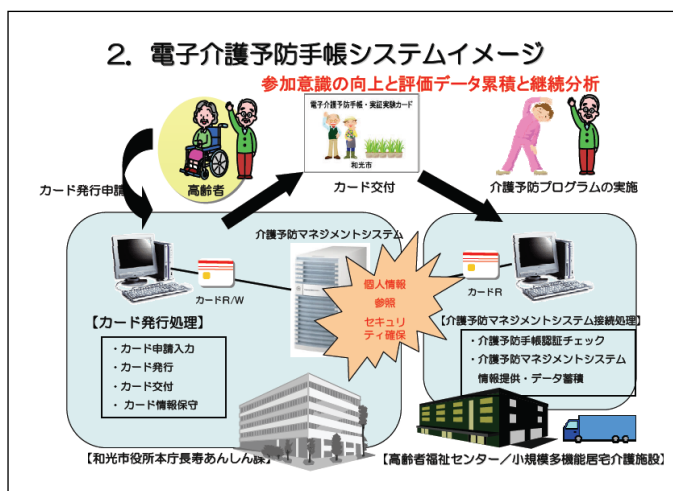 2．電子介護予防手帳システムイメージ
参加意識の向上と評価データ累積と継続分析
電子介護予防手帳・実証実験カード
和光市
高齢者
カード発行申請
カード交付
介護予防プログラムの実施
介護予防マネジメントシステム
カードR/W
カードR
個人情報
参照
セキュリ
ティ確保
【カード発行処理】
・カード申請入力
・カード発行
・カード交付
・カード情報保守
【介護予防マネジメントシステム接続処理】
・介護予防手帳認証チェック
・介護予防マネジメントシステム
情報提供・データ蓄積
【和光市役所本庁長寿あんしん課】
【高齢者福祉センター／小規模多機能居宅介護施設】